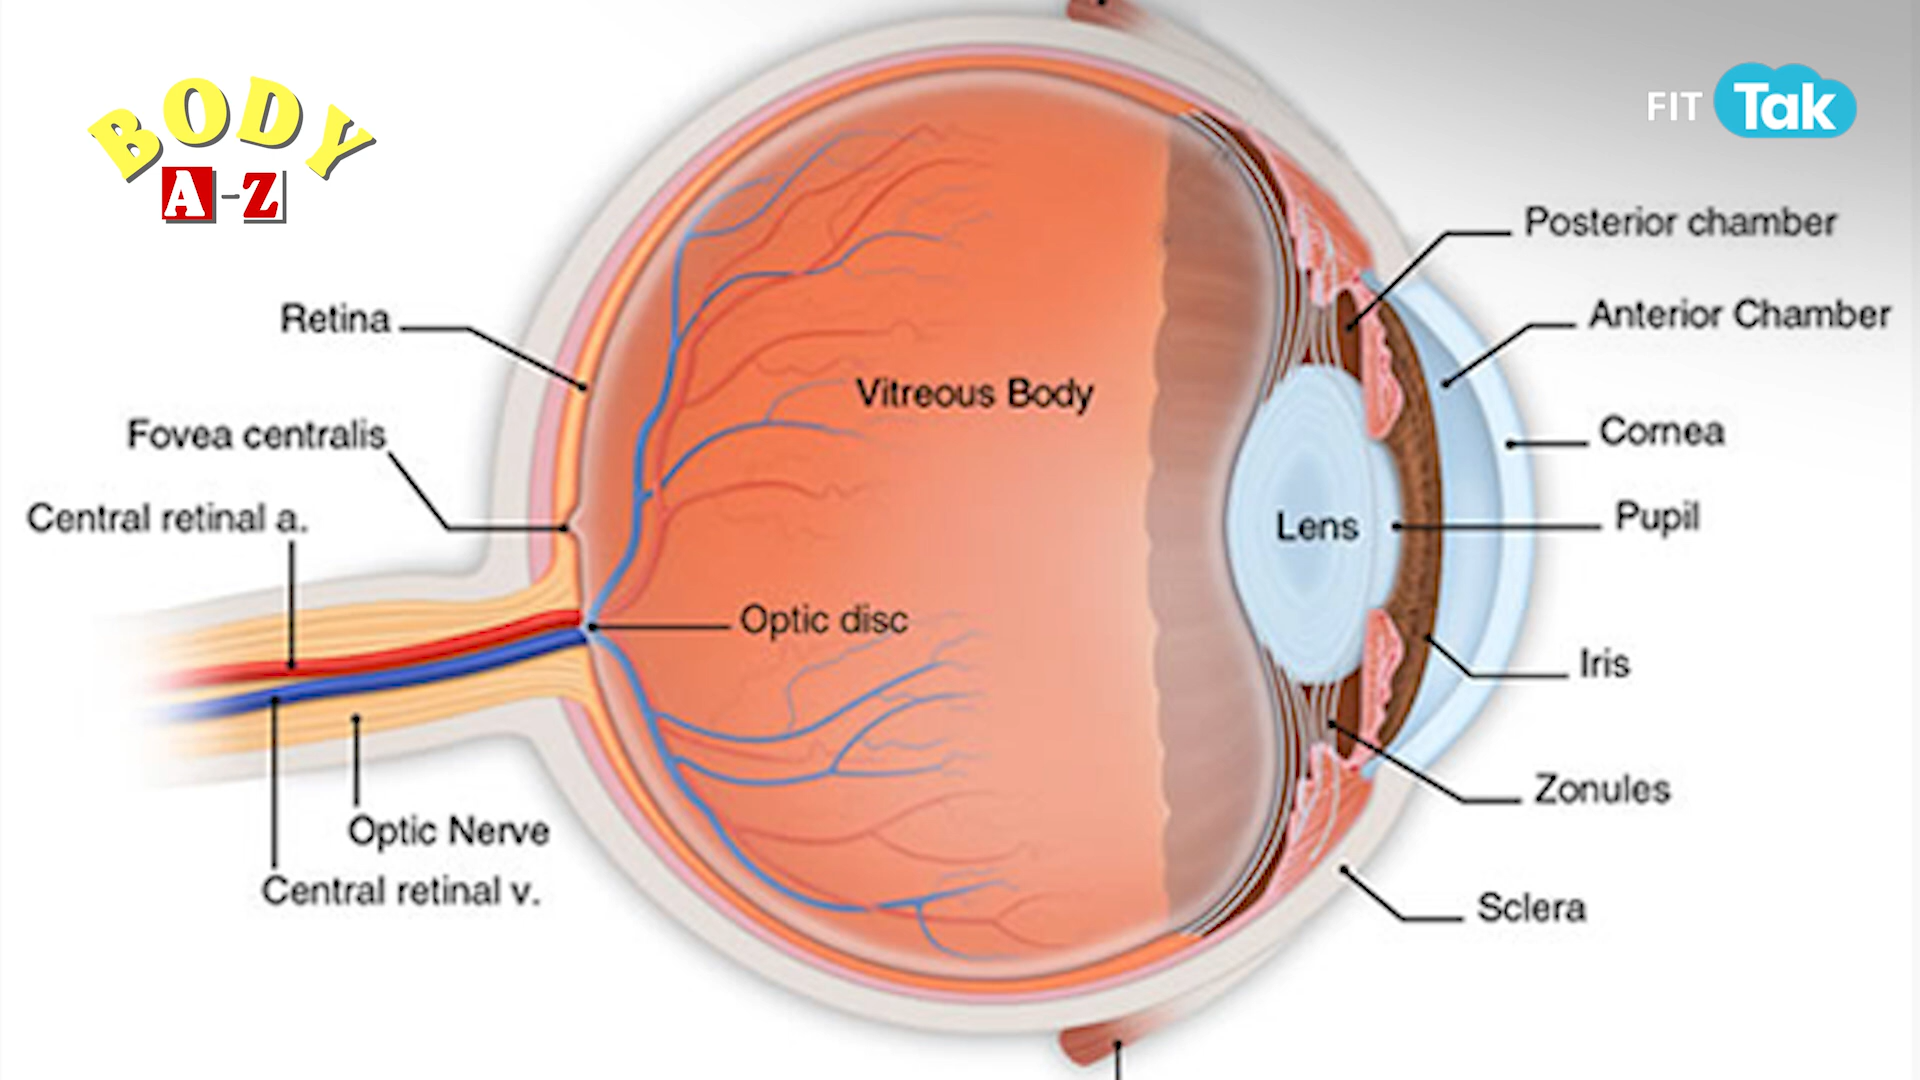 BODY
A-Z
FIT Tak
Posterior chamber
Anterior Chamber
Retina
Vitreous Body
Fovea centralis
Cornea
Central retinal a.
Lens
Pupil
Optic disc
Iris
Zonules
Optic Nerve
Central retinal v.
Sclera